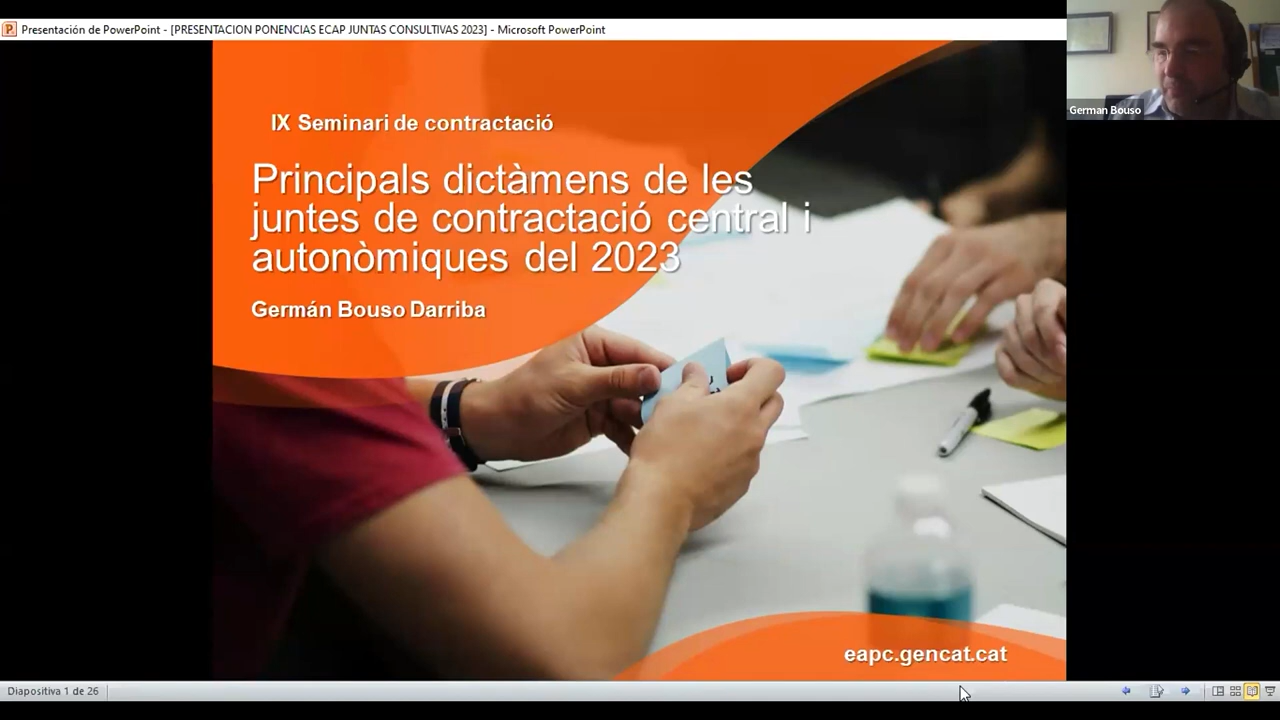 Presentación de PowerPoint - [PRESENTACION PONENCIAS ECAP JUNTAS CONSULTIVAS 2023] - Microsoft PowerPoint
German Bouso
IX Seminari de contractació
Principals dictàmens de les
juntes de contractació central i
autonòmiques del 2023
Germán Bouso Darriba
eapc.gencat.cat
Diapositiva 1 de 26